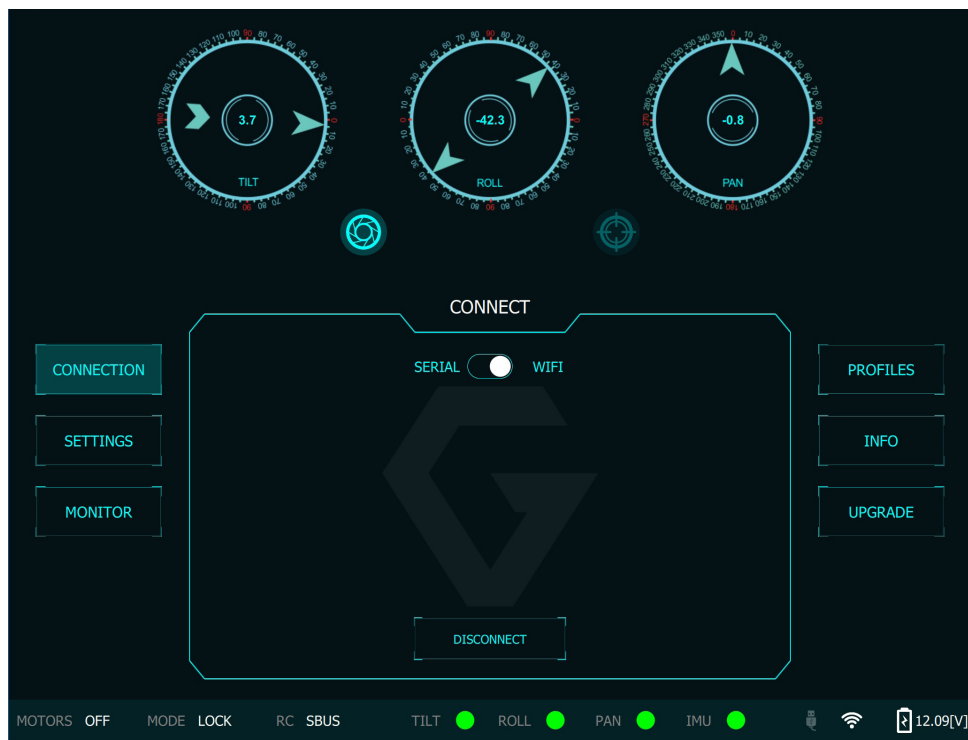 3.7
TILT
-42.3
ROLL
-0.8
PAN
CONNECT
SERIAL WIFI
CONNECTION
SETTINGS
MONITOR
PROFILES
INFO
UPGRADE
DISCONNECT
MOTORS OFF MODE LOCK RC SBUS TILT ROLL PAN IMU 12.09[V]